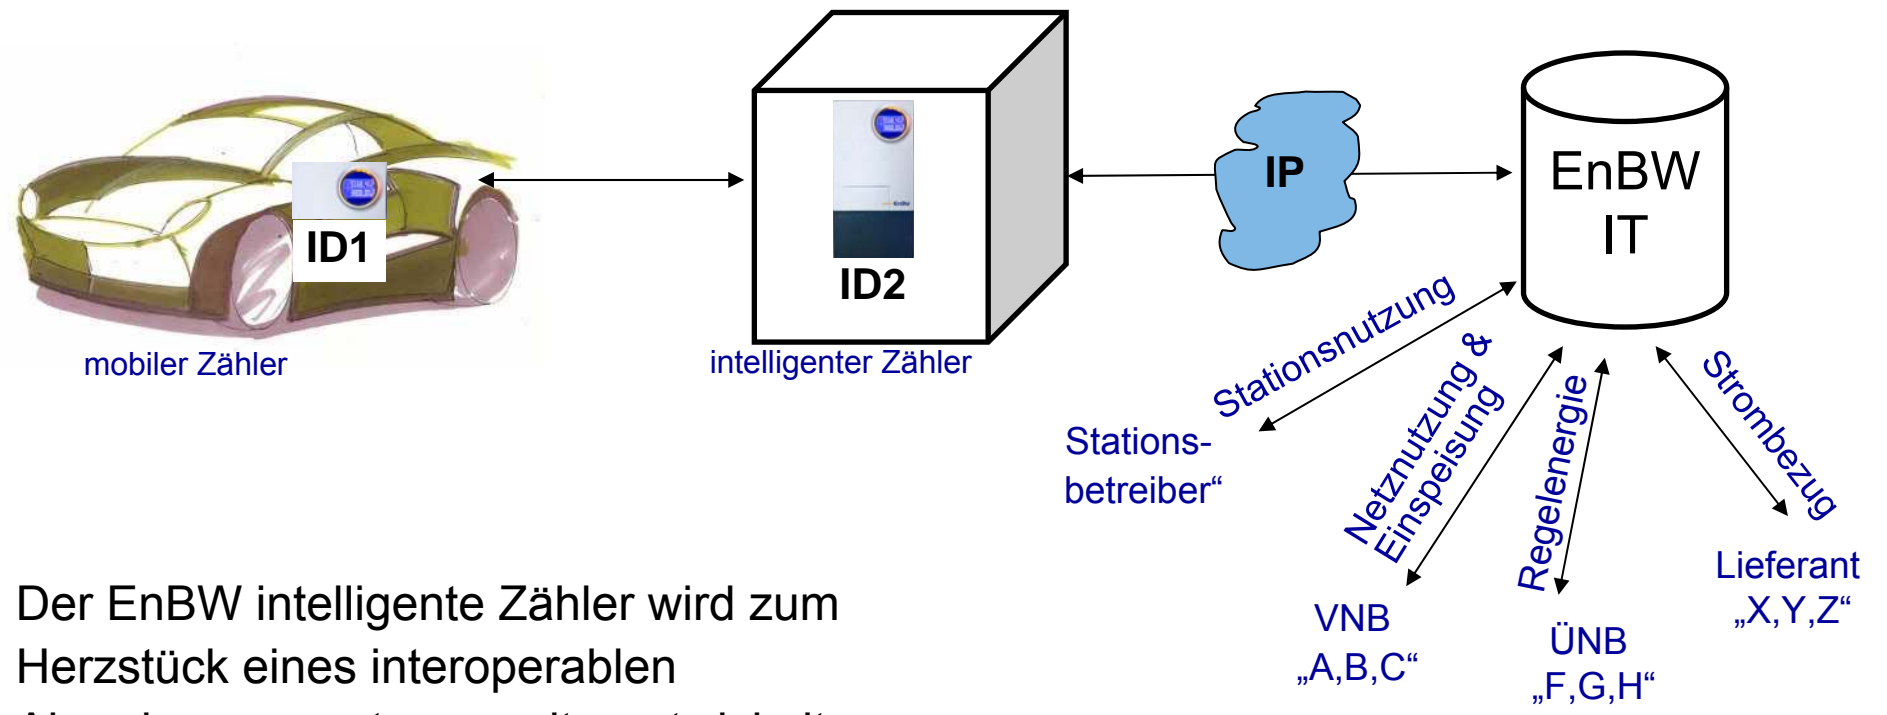 ID1
mobiler Zähler
ID2
intelligenter Zähler
IP
EnBW
IT
Stationsnutzung
Stations-
betreiber“
Netznutzung &
Einspeisung
VNB
„A,B,C“
Regelenergie
ÜNB
„F,G,H“
Strombezug
Lieferant
„X,Y,Z“
Der EnBW intelligente Zähler wird zum
Herzstück eines interoperablen